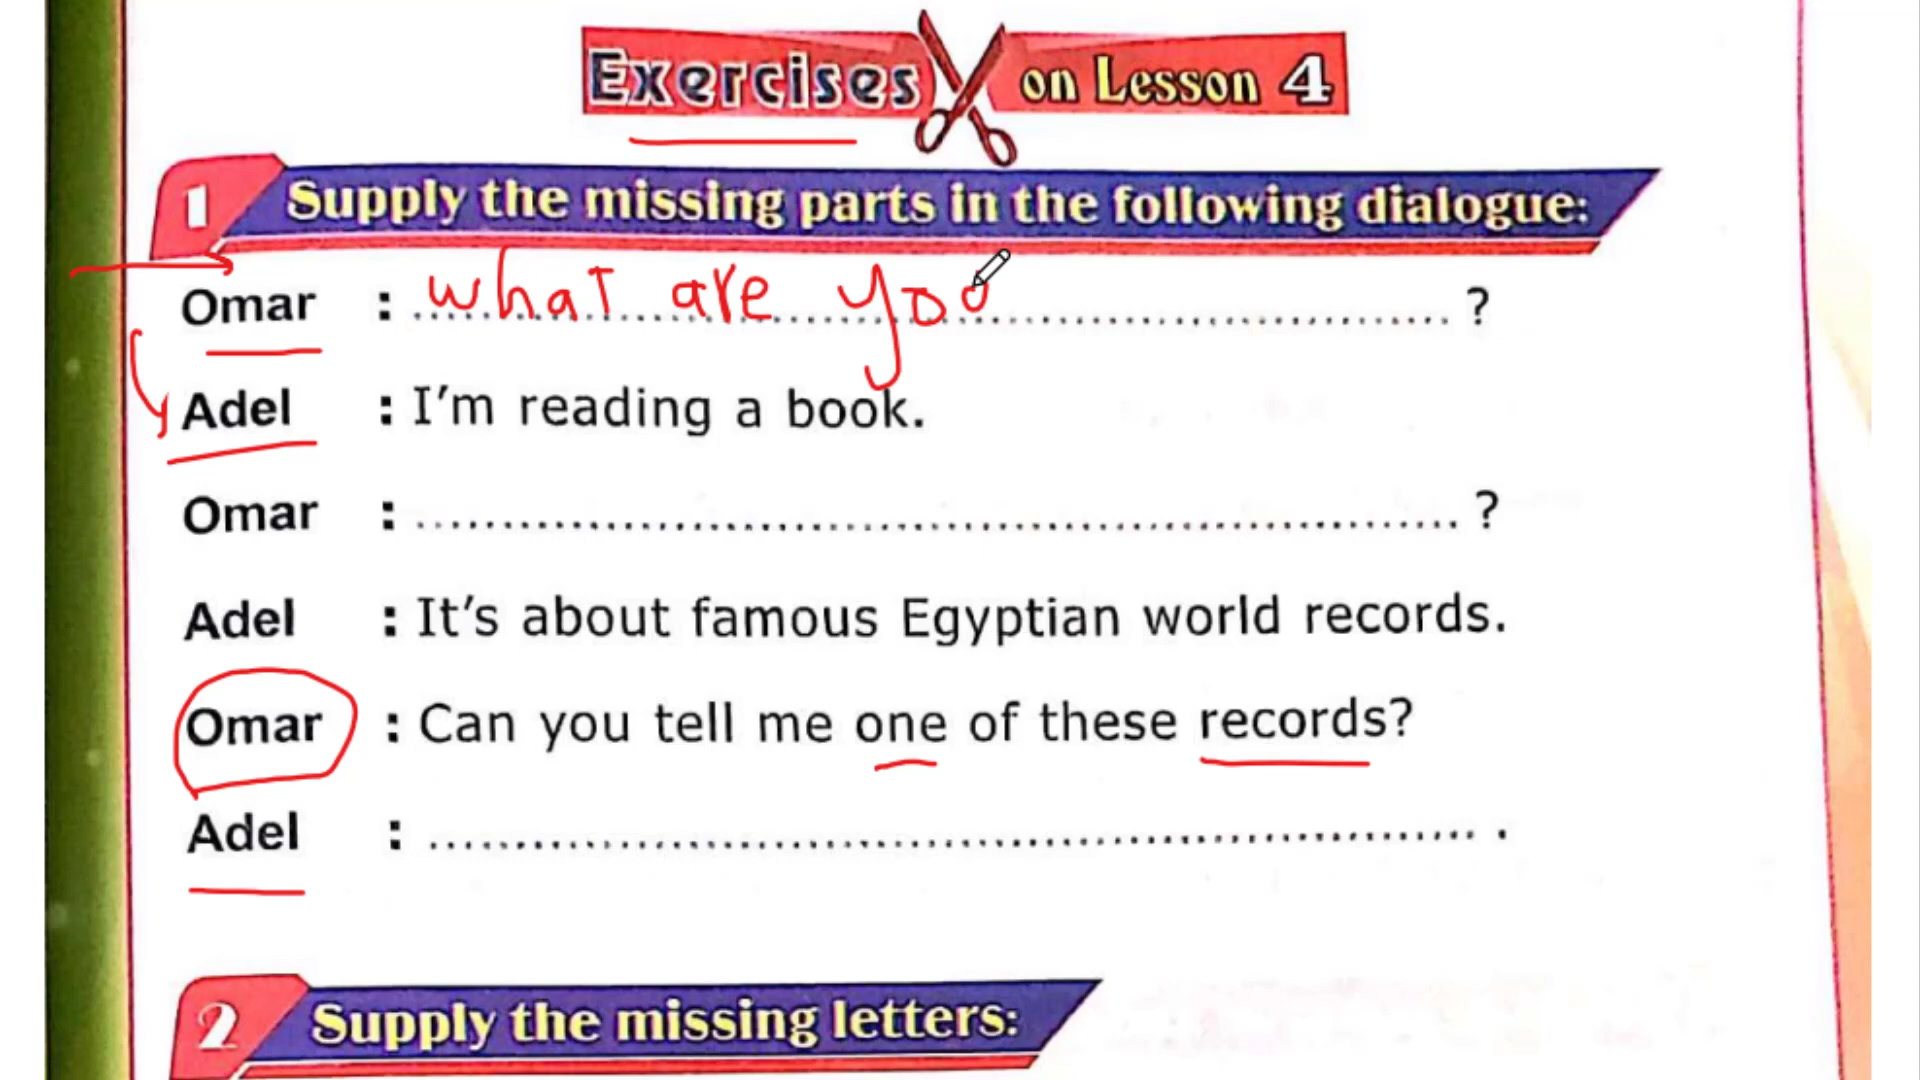 Exercises on Lesson 4
1 Supply the missing parts in the following dialogue:
Omar : what are you ?
Adel : I'm reading a book.
Omar : ?
Adel : It's about famous Egyptian world records.
Omar : Can you tell me one of these records?
Adel : .
2 Supply the missing letters: